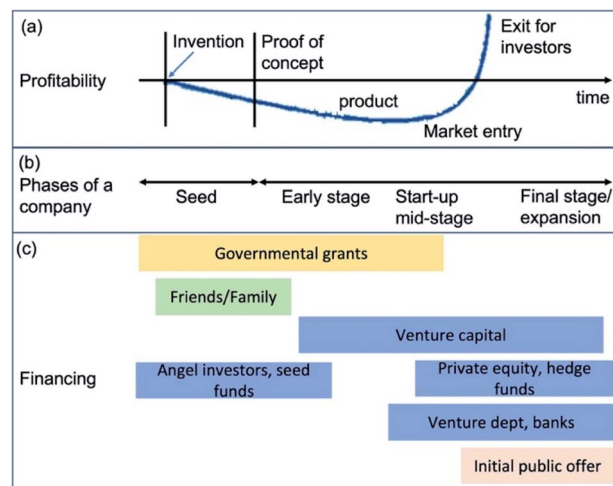 (a)
Invention
Proof of
concept
Exit for
investors
Profitability
product
time
Market entry
(b)
Phases of a
company
Seed
Early stage
Start-up
mid-stage
Final stage/
expansion
(c)
Governmental grants
Friends/Family
Venture capital
Financing
Angel investors, seed
funds
Private equity, hedge
funds
Venture dept, banks
Initial public offer